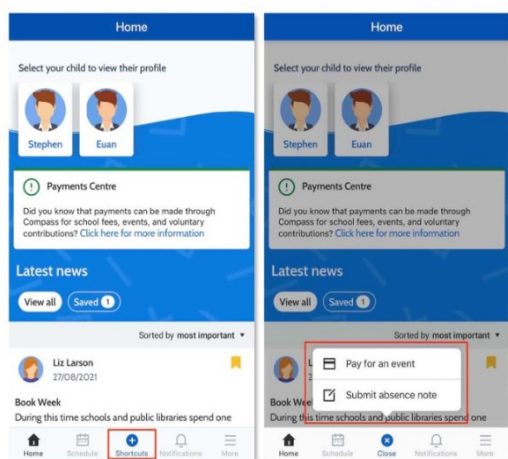 Home
Select your child to view their profile
Stephen
Euan
Payments Centre
Did you know that payments can be made through
Compass for school fees, events, and voluntary
contributions? Click here for more information
Latest news
View all
Saved 1
Sorted by most important
Liz Larson
27/08/2021
Book Week
During this time schools and public libraries spend one
Home
Schedule
Shortcuts
Notifications
More
Home
Select your child to view their profile
Stephen
Euan
Payments Centre
Did you know that payments can be made through
Compass for school fees, events, and voluntary
contributions? Click here for more information
Latest news
View all
Saved 1
Sorted by most important
Pay for an event
Submit absence note
During this time schools and public libraries spend one
Home
Schedule
Close
Notifications
More